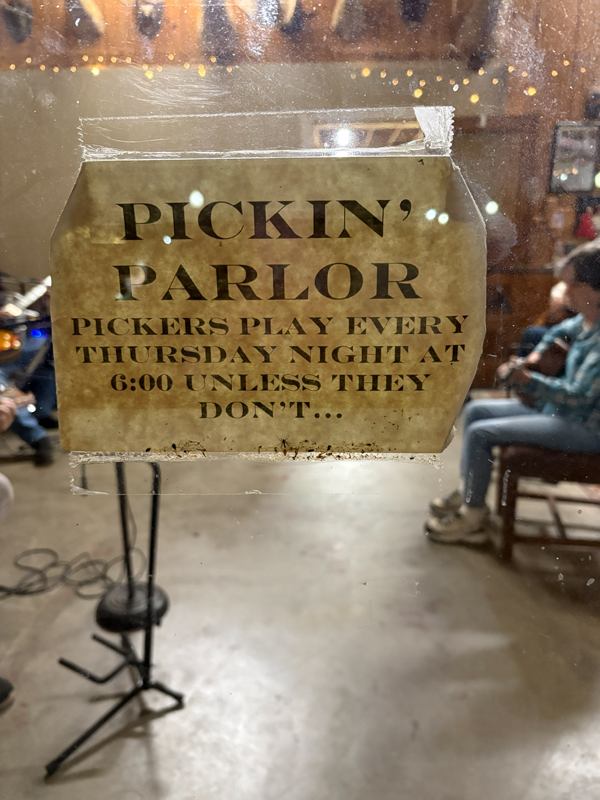 PICKIN'
PARLOR
PICKERS PLAY EVERY
THURSDAY NIGHT AT
6:00 UNLESS THEY
DON'T...